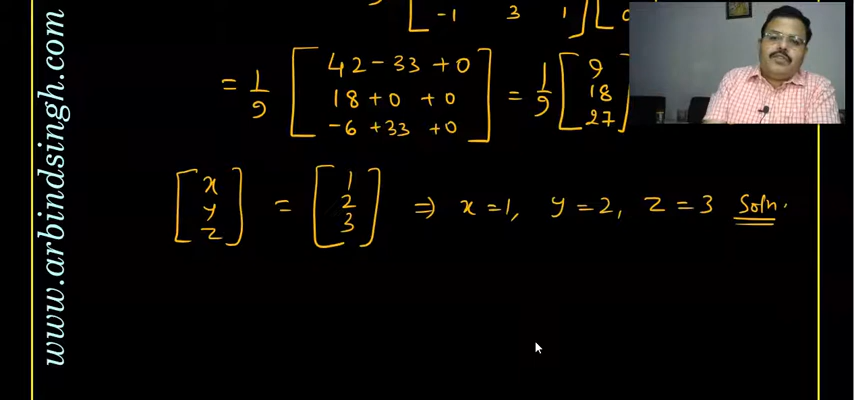 www.arbindsingh.com
[ -1 3 1 ] [ 0
= 1/9 [ 42 - 33 + 0
18 + 0 + 0
-6 + 33 + 0 ] = 1/9 [ 9
18
27 ]
[ x
y
z ] = [ 1
2
3 ] ⇒ x = 1, y = 2, z = 3 Soln.